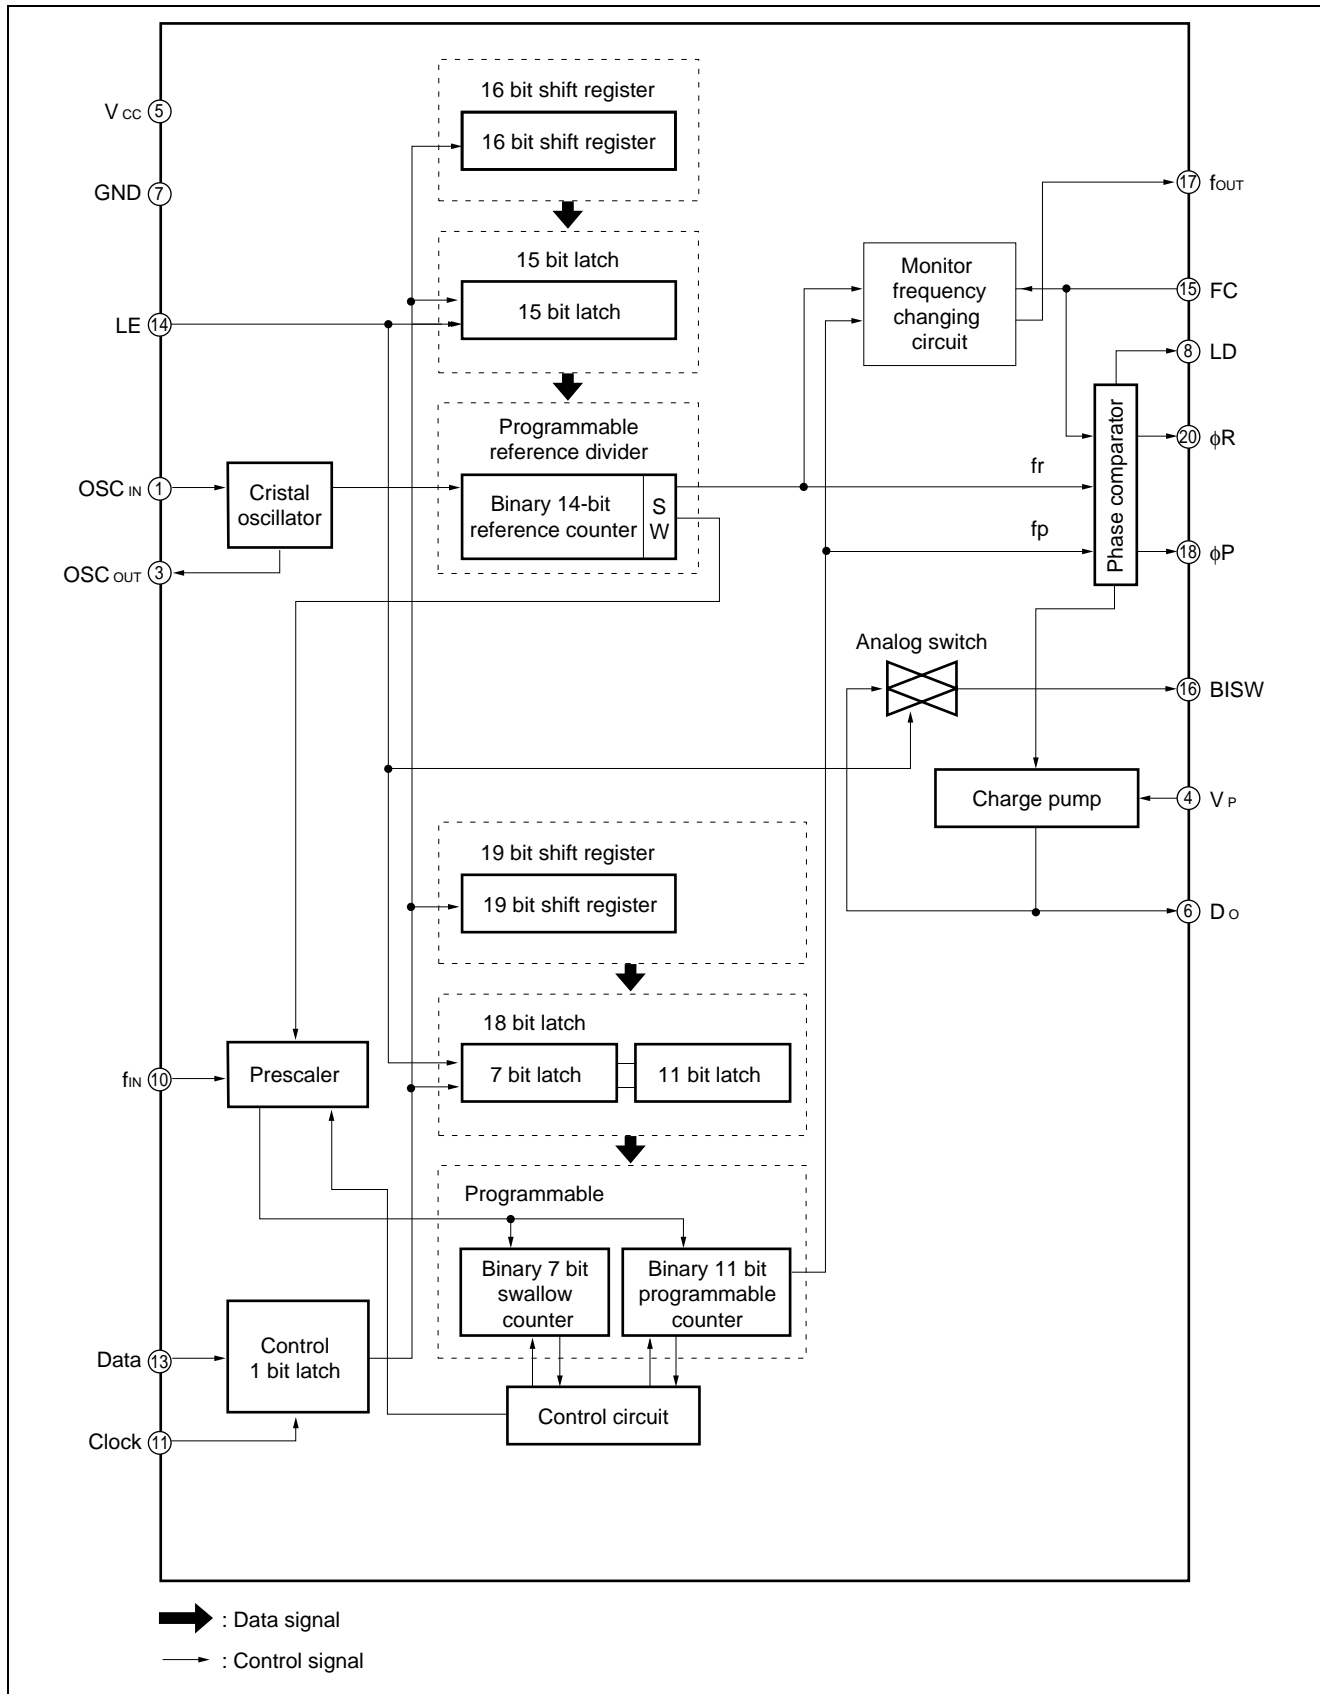 16 bit shift register
16 bit shift register
VCC 5
GND 7
17 fOUT
15 bit latch
15 bit latch
LE 14
Monitor
frequency
changing
circuit
15 FC
8 LD
Programmable
reference divider
OSC IN 1
Cristal
oscillator
Binary 14-bit
reference counter
S
W
fr
fp
Phase comparator
20 ϕR
18 ϕP
OSC OUT 3
Analog switch
16 BISW
Charge pump
4 VP
19 bit shift register
19 bit shift register
6 DO
18 bit latch
7 bit latch
11 bit latch
fIN 10
Prescaler
Programmable
Binary 7 bit
swallow
counter
Binary 11 bit
programmable
counter
Data 13
Control
1 bit latch
Control circuit
Clock 11
: Data signal
: Control signal